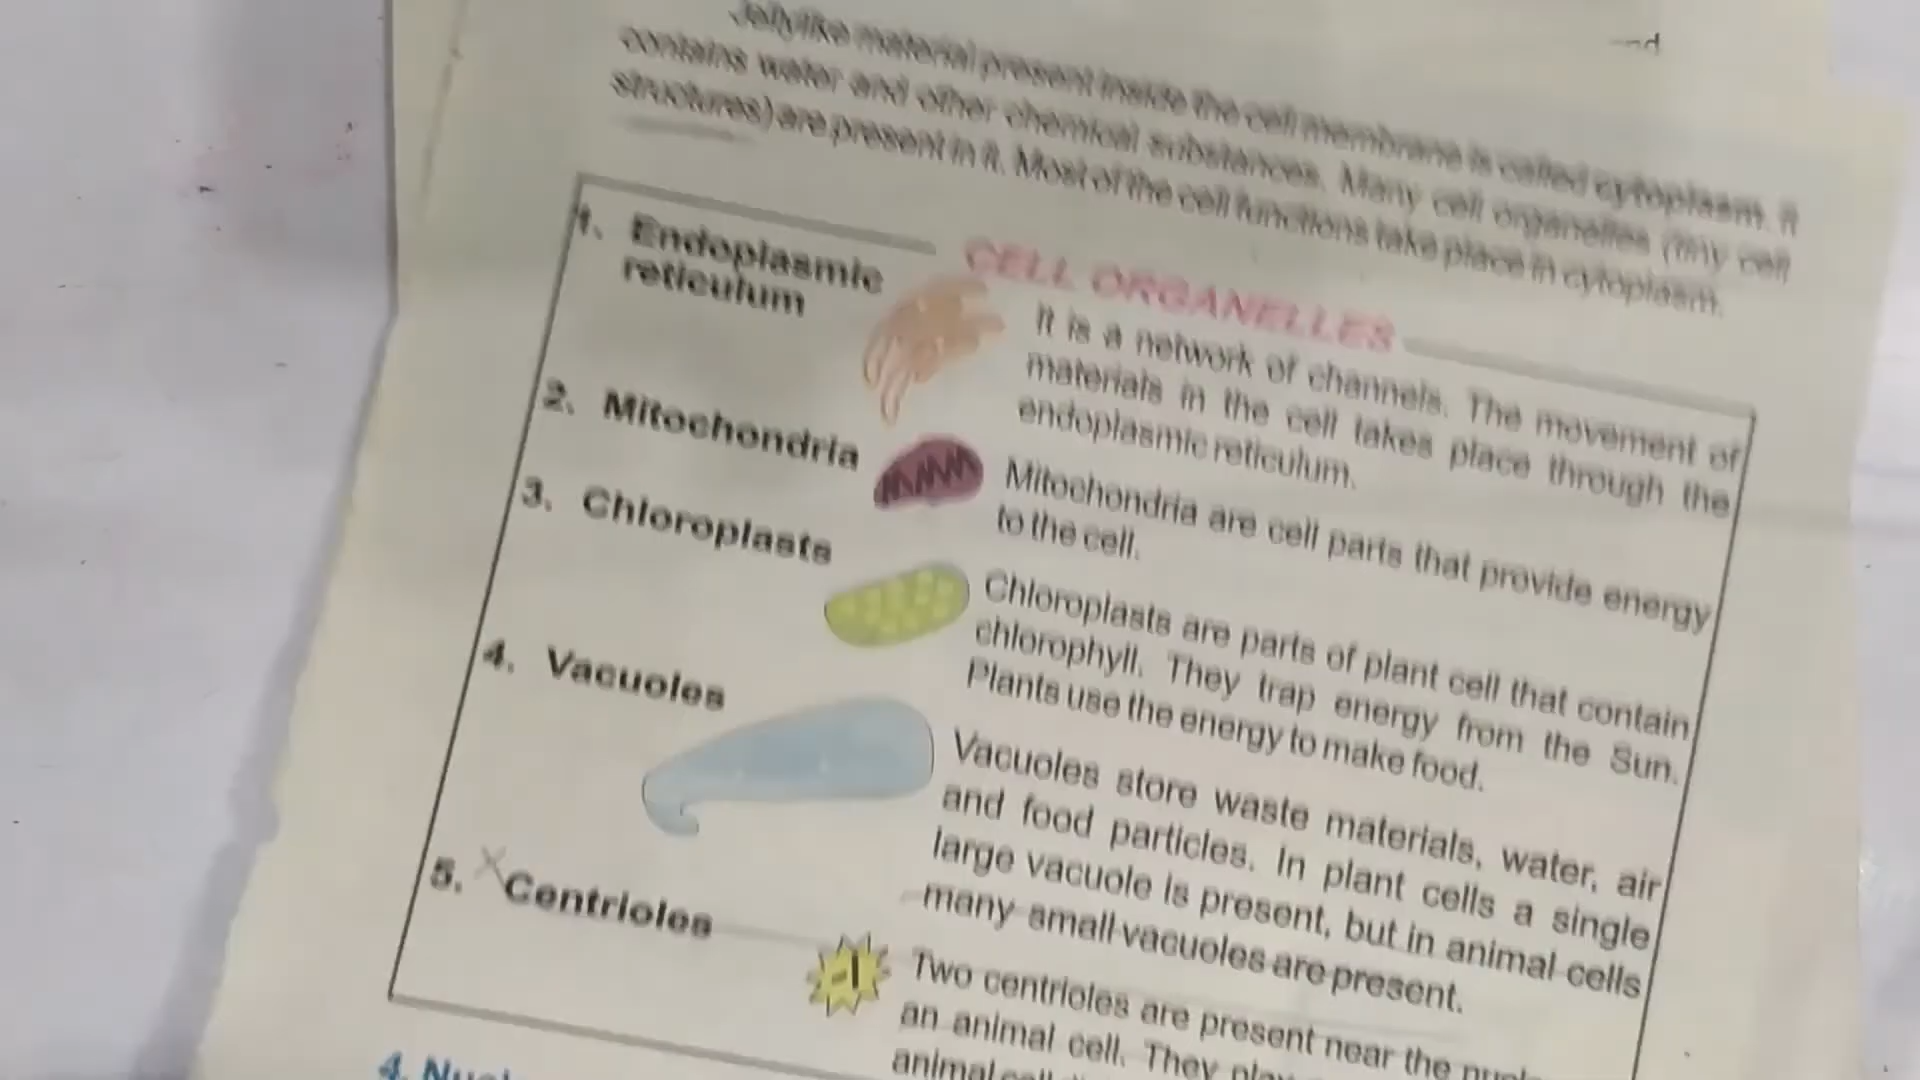 Jellylike material present inside the cell membrane is called cytoplasm. It
contains water and other chemical substances. Many cell organelles (tiny cell
structures) are present in it. Most of the cell functions take place in cytoplasm.
CELL ORGANELLES
1. Endoplasmic
reticulum
It is a network of channels. The movement of
materials in the cell takes place through the
endoplasmic reticulum.
2. Mitochondria
Mitochondria are cell parts that provide energy
to the cell.
3. Chloroplasts
Chloroplasts are parts of plant cell that contain
chlorophyll. They trap energy from the Sun.
Plants use the energy to make food.
4. Vacuoles
Vacuoles store waste materials, water, air
and food particles. In plant cells a single
large vacuole is present, but in animal cells
many small vacuoles are present.
5. Centrioles
Two centrioles are present near the
an animal cell. They
animal cell
4.